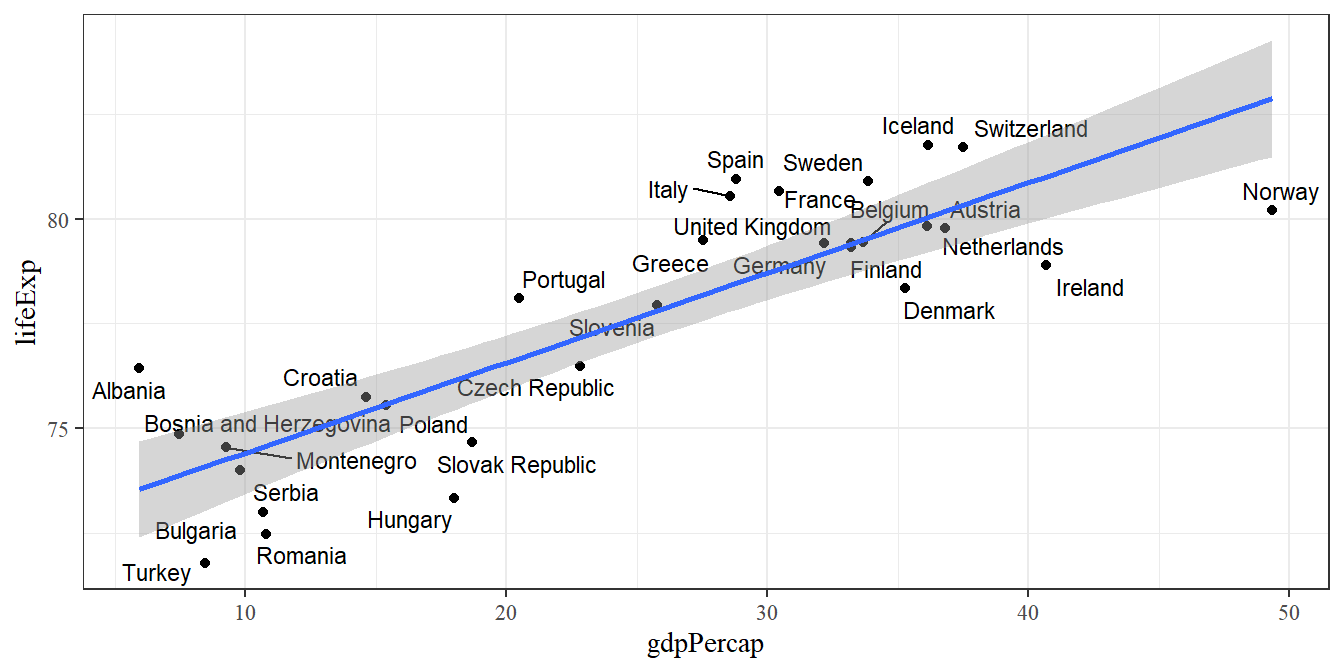 Iceland
Switzerland
Spain
Sweden
Italy
France
Norway
Belgium
Austria
80
United Kingdom
Netherlands
Greece
Germany
Finland
Portugal
Ireland
Denmark
lifeExp
Slovenia
Croatia
Czech Republic
Albania
Bosnia and Herzegovina
Poland
75
Montenegro
Slovak Republic
Serbia
Hungary
Bulgaria
Romania
Turkey
10
20
30
40
50
gdpPercap